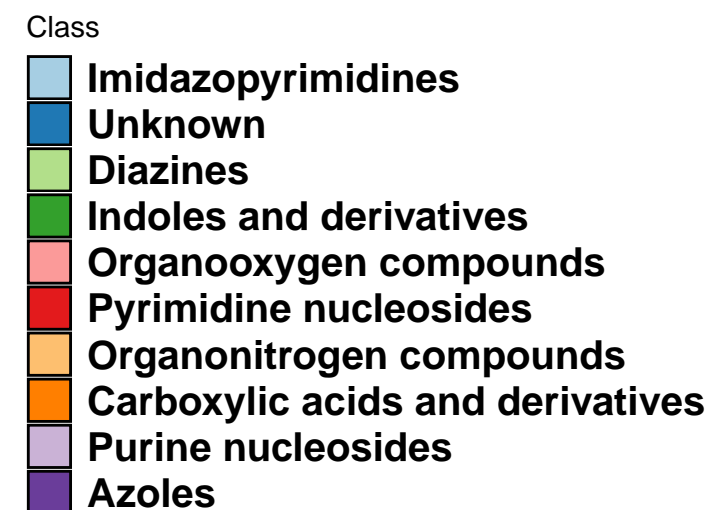 Class
Imidazopyrimidines
Unknown
Diazines
Indoles and derivatives
Organooxygen compounds
Pyrimidine nucleosides
Organonitrogen compounds
Carboxylic acids and derivatives
Purine nucleosides
Azoles